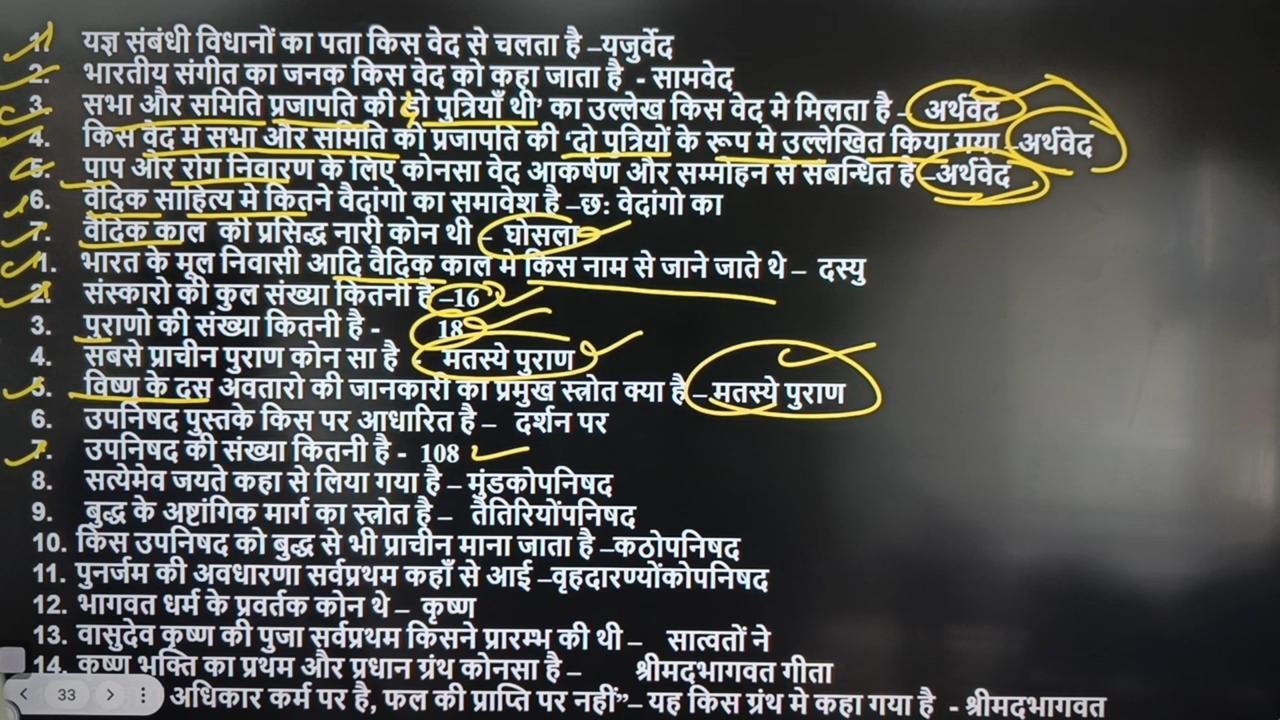 1. यज्ञ संबंधी विधानों का पता किस वेद से चलता है –यजुर्वेद
2. भारतीय संगीत का जनक किस वेद को कहा जाता है - सामवेद
3. सभा और समिति प्रजापति की दो पुत्रियाँ थी' का उल्लेख किस वेद मे मिलता है - अर्थवेद
4. किस वेद मे सभा और समिति को प्रजापति की 'दो पुत्रियों के रूप मे उल्लेखित किया गया –अर्थवेद
5. पाप और रोग निवारण के लिए कोनसा वेद आकर्षण और सम्मोहन से संबन्धित है –अर्थवेद
6. वैदिक साहित्य मे कितने वैदांगो का समावेश है –छः वेदांगो का
7. वैदिक काल की प्रसिद्ध नारी कोन थी - घोसला
1. भारत के मूल निवासी आदि वैदिक काल मे किस नाम से जाने जाते थे – दस्यु
2. संस्कारो की कुल संख्या कितनी है –16
3. पुराणो की संख्या कितनी है - 18
4. सबसे प्राचीन पुराण कोन सा है - मतस्ये पुराण
5. विष्णु के दस अवतारो की जानकारी का प्रमुख स्त्रोत क्या है – मतस्ये पुराण
6. उपनिषद पुस्तके किस पर आधारित है – दर्शन पर
7. उपनिषद की संख्या कितनी है - 108
8. सत्येमेव जयते कहा से लिया गया है – मुंडकोपनिषद
9. बुद्ध के अष्टांगिक मार्ग का स्त्रोत है – तैतिरियोंपनिषद
10. किस उपनिषद को बुद्ध से भी प्राचीन माना जाता है –कठोपनिषद
11. पुनर्जम की अवधारणा सर्वप्रथम कहाँ से आई –वृहदारण्योंकोपनिषद
12. भागवत धर्म के प्रवर्तक कोन थे – कृष्ण
13. वासुदेव कृष्ण की पुजा सर्वप्रथम किसने प्रारम्भ की थी – सात्वतों ने
14. कृष्ण भक्ति का प्रथम और प्रधान ग्रंथ कोनसा है – श्रीमदभागवत गीता
अधिकार कर्म पर है, फल की प्राप्ति पर नहीं"– यह किस ग्रंथ मे कहा गया है - श्रीमदभागवत
33